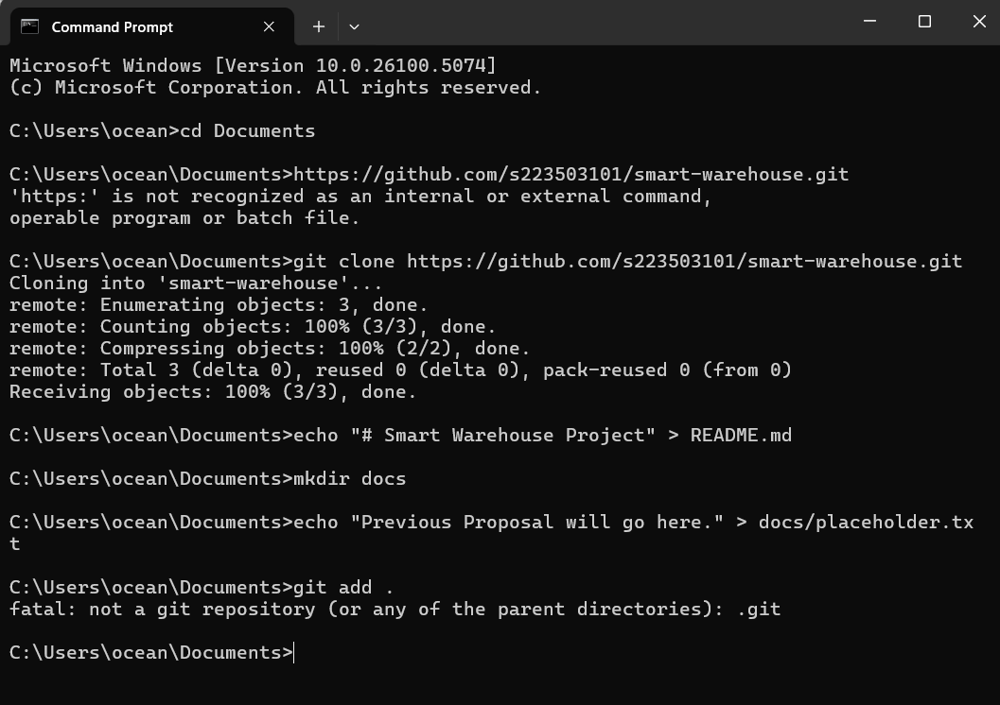 Command Prompt
Microsoft Windows [Version 10.0.26100.5074]
(c) Microsoft Corporation. All rights reserved.
C:\Users\ocean>cd Documents
C:\Users\ocean\Documents>https://github.com/s223503101/smart-warehouse.git
'https:' is not recognized as an internal or external command,
operable program or batch file.
C:\Users\ocean\Documents>git clone https://github.com/s223503101/smart-warehouse.git
Cloning into 'smart-warehouse'...
remote: Enumerating objects: 3, done.
remote: Counting objects: 100% (3/3), done.
remote: Compressing objects: 100% (2/2), done.
remote: Total 3 (delta 0), reused 0 (delta 0), pack-reused 0 (from 0)
Receiving objects: 100% (3/3), done.
C:\Users\ocean\Documents>echo "# Smart Warehouse Project" > README.md
C:\Users\ocean\Documents>mkdir docs
C:\Users\ocean\Documents>echo "Previous Proposal will go here." > docs/placeholder.tx
t
C:\Users\ocean\Documents>git add .
fatal: not a git repository (or any of the parent directories): .git
C:\Users\ocean\Documents>